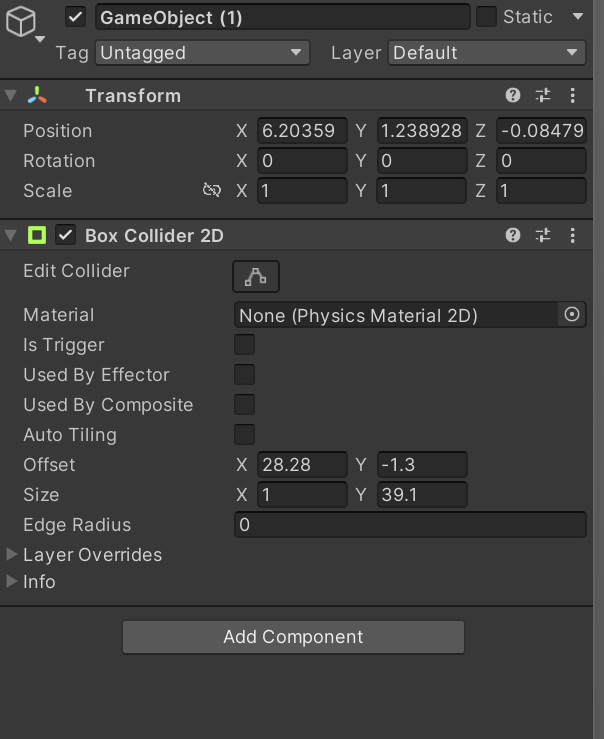 GameObject (1) Static
Tag Untagged Layer Default
Transform
Position X 6.20359 Y 1.238928 Z -0.08479
Rotation X 0 Y 0 Z 0
Scale X 1 Y 1 Z 1
Box Collider 2D
Edit Collider
Material None (Physics Material 2D)
Is Trigger
Used By Effector
Used By Composite
Auto Tiling
Offset X 28.28 Y -1.3
Size X 1 Y 39.1
Edge Radius 0
Layer Overrides
Info
Add Component